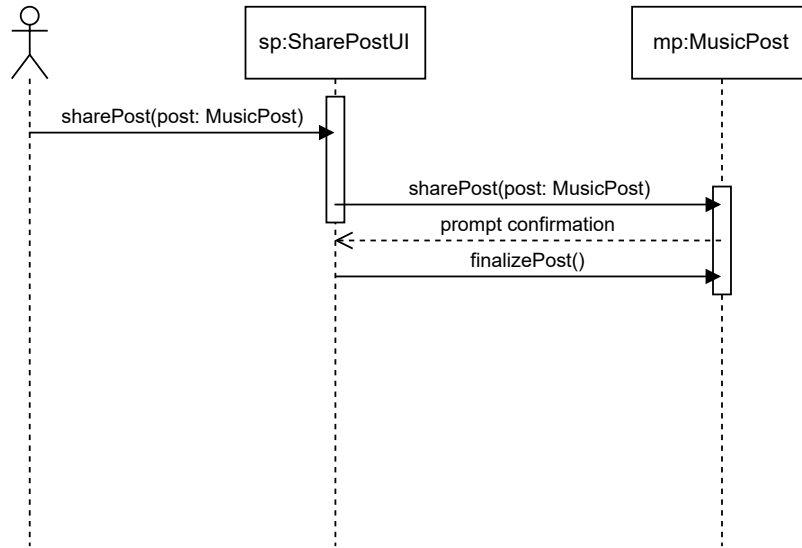 sp:SharePostUI
mp:MusicPost
sharePost(post: MusicPost)
sharePost(post: MusicPost)
prompt confirmation
finalizePost()